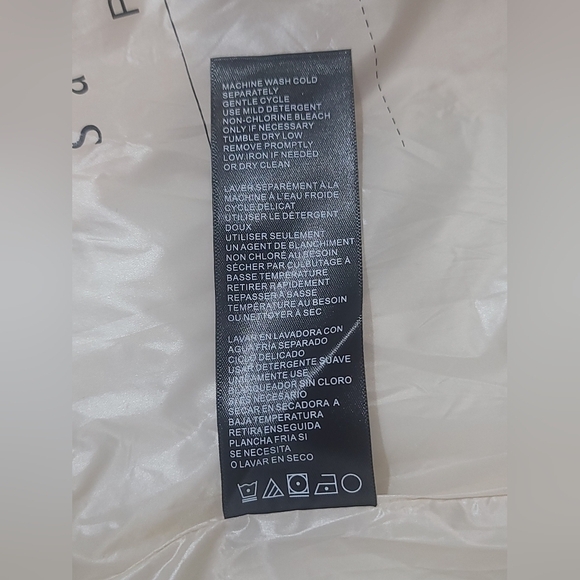 P
S a
MACHINE WASH COLD
SEPARATELY
GENTLE CYCLE
USE MILD DETERGENT
NON-CHLORINE BLEACH
ONLY IF NECESSARY
TUMBLE DRY LOW
REMOVE PROMPTLY
LOW IRON IF NEEDED
OR DRY CLEAN
LAVER SÉPARÉMENT À LA
MACHINE À L'EAU FROIDE
CYCLE DÉLICAT
UTILISER LE DÉTERGENT
DOUX
UTILISER SEULEMENT
UN AGENT DE BLANCHIMENT
NON CHLORÉ AU BESOIN
SÉCHER PAR CULBUTAGE À
BASSE TEMPÉRATURE
RETIRER RAPIDEMENT
REPASSER À BASSE
TEMPÉRATURE AU BESOIN
OU NETTOYER À SEC
LAVAR EN LAVADORA CON
AGUA FRÍA SEPARADO
CICLO DELICADO
USAR DETERGENTE SUAVE
ÚNICAMENTE USE
BLANQUEADOR SIN CLORO
SI ES NECESARIO
SECAR EN SECADORA A
BAJA TEMPERATURA
RETIRA ENSEGUIDA
PLANCHA FRIA SI
SE NECESITA
O LAVAR EN SECO